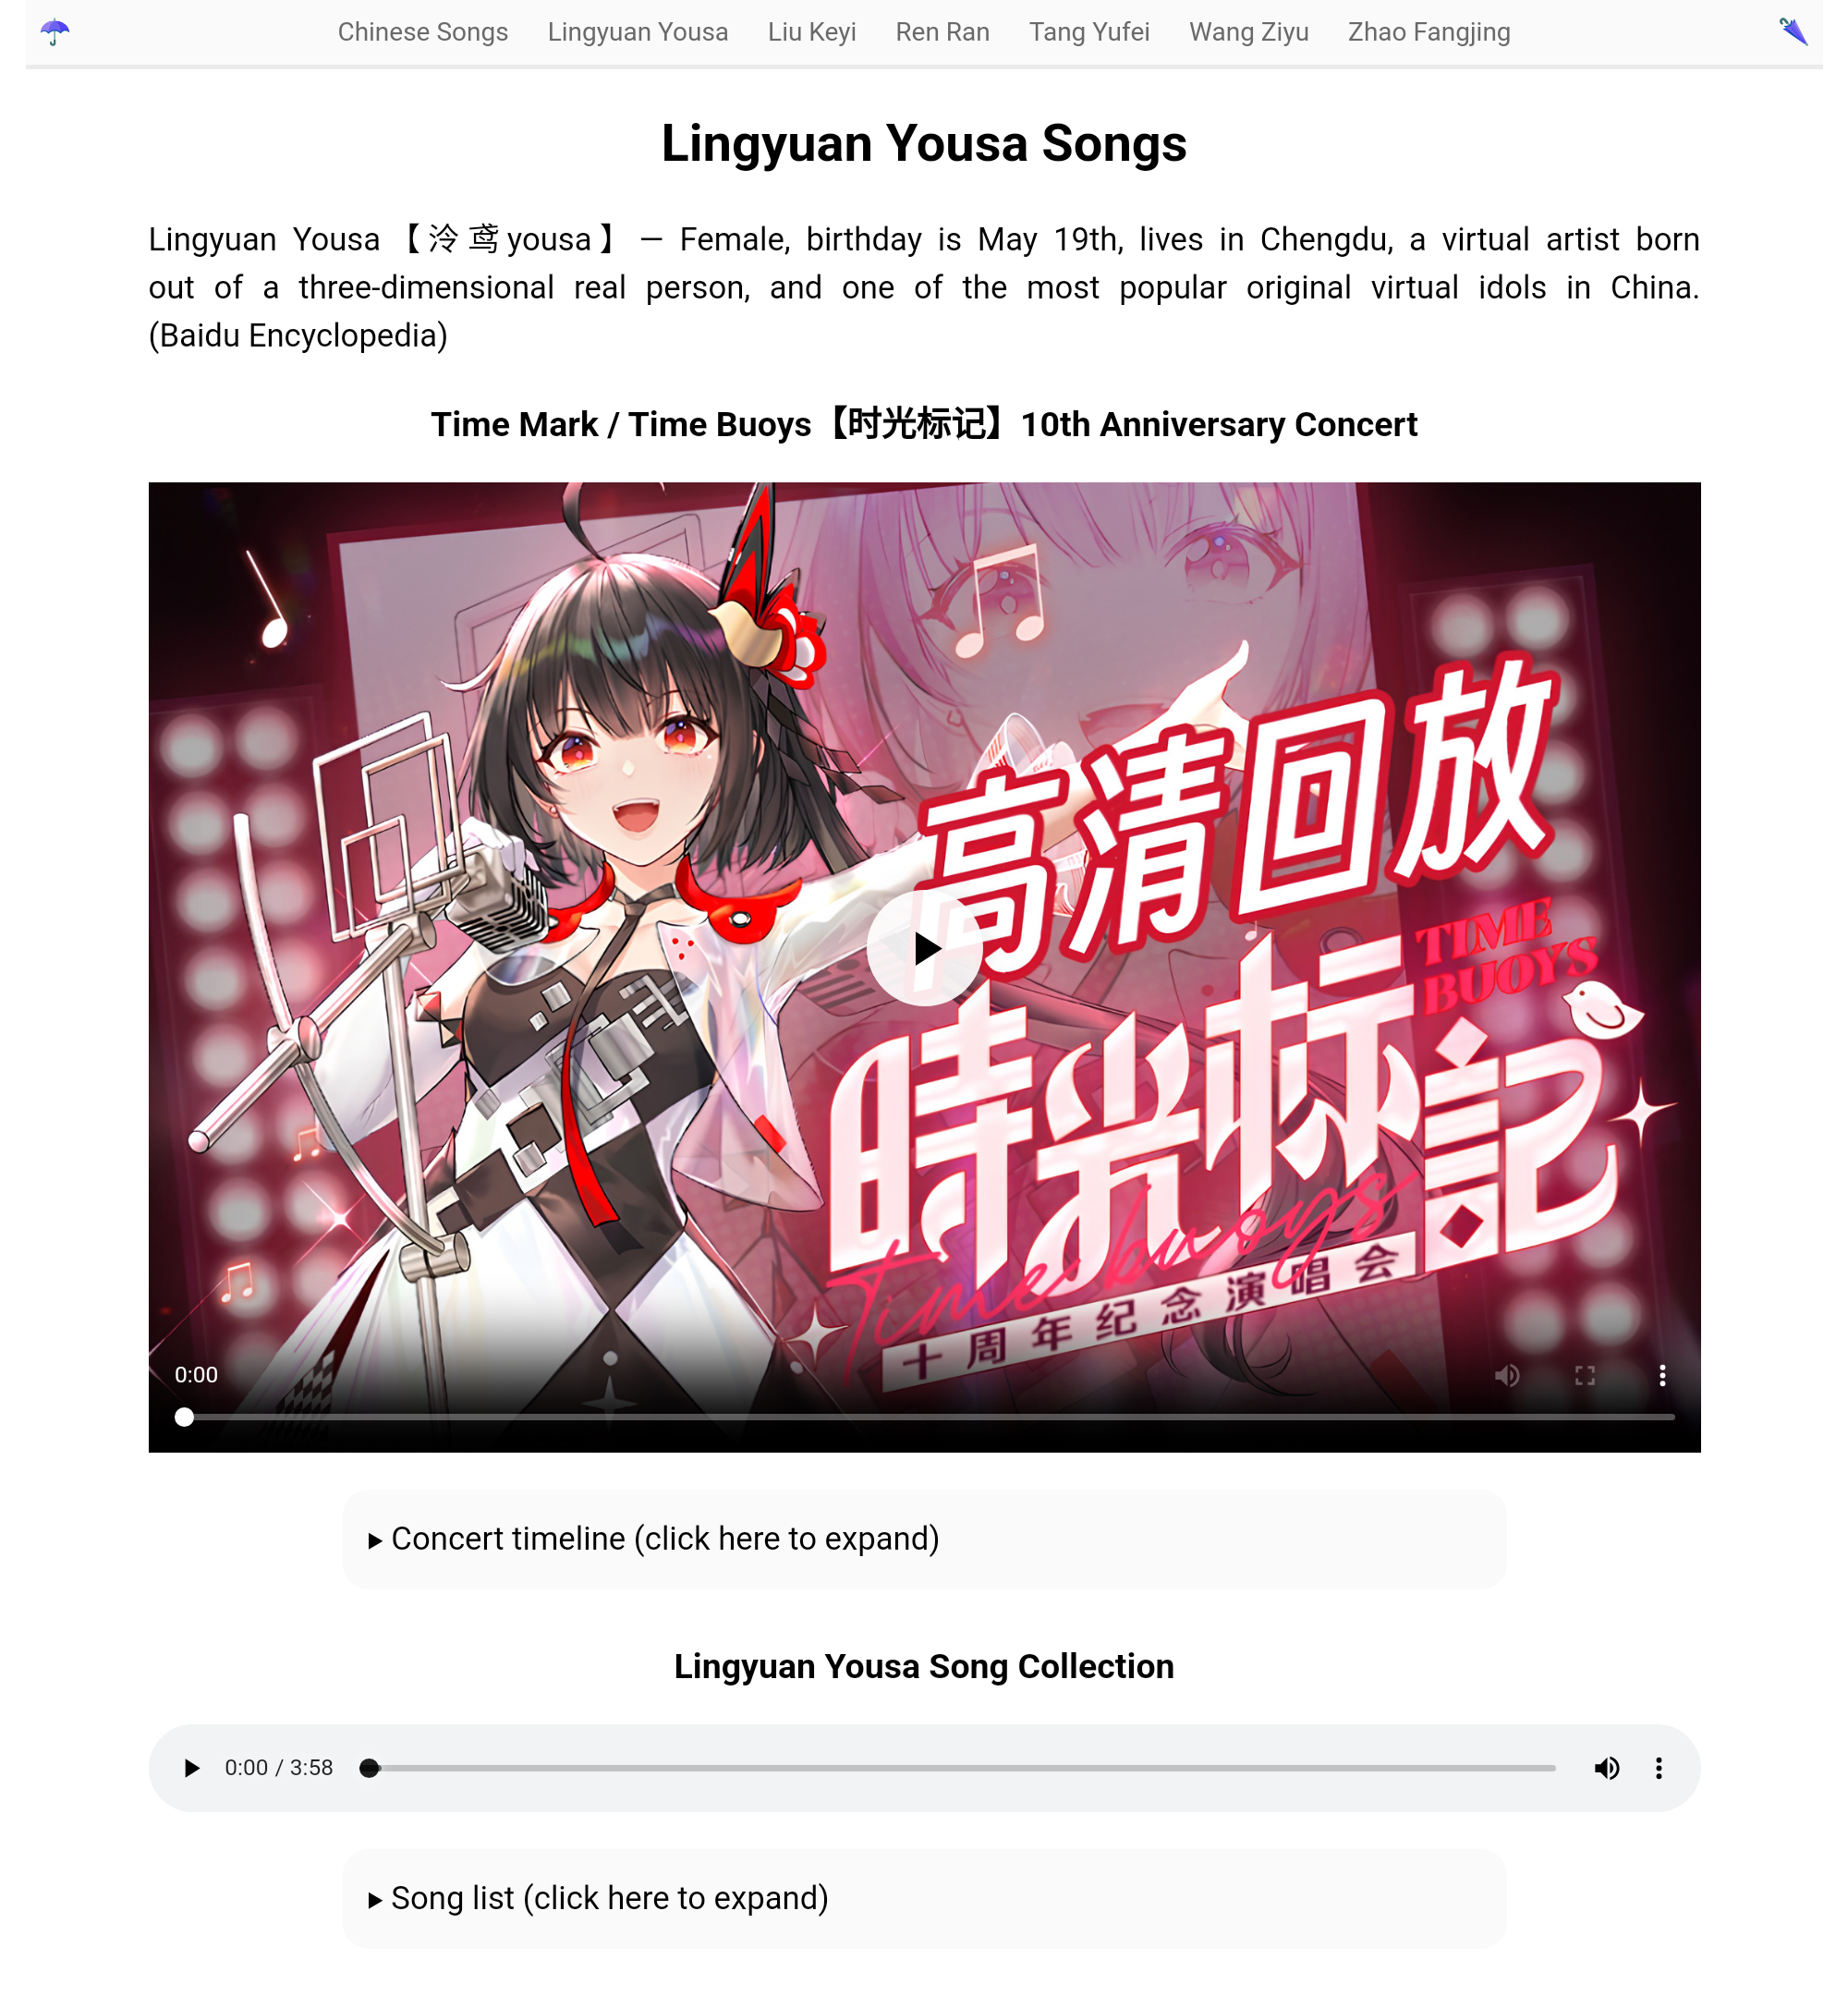 Chinese Songs Lingyuan Yousa Liu Keyi Ren Ran Tang Yufei Wang Ziyu Zhao Fangjing
Lingyuan Yousa Songs
Lingyuan Yousa 【泠鸢yousa】 — Female, birthday is May 19th, lives in Chengdu, a virtual artist born
out of a three-dimensional real person, and one of the most popular original virtual idols in China.
(Baidu Encyclopedia)
Time Mark / Time Buoys【时光标记】10th Anniversary Concert
高清回放
TIME
BUOYS
時光标記
Time buoys
十周年纪念演唱会
0:00
Concert timeline (click here to expand)
Lingyuan Yousa Song Collection
0:00 / 3:58
Song list (click here to expand)